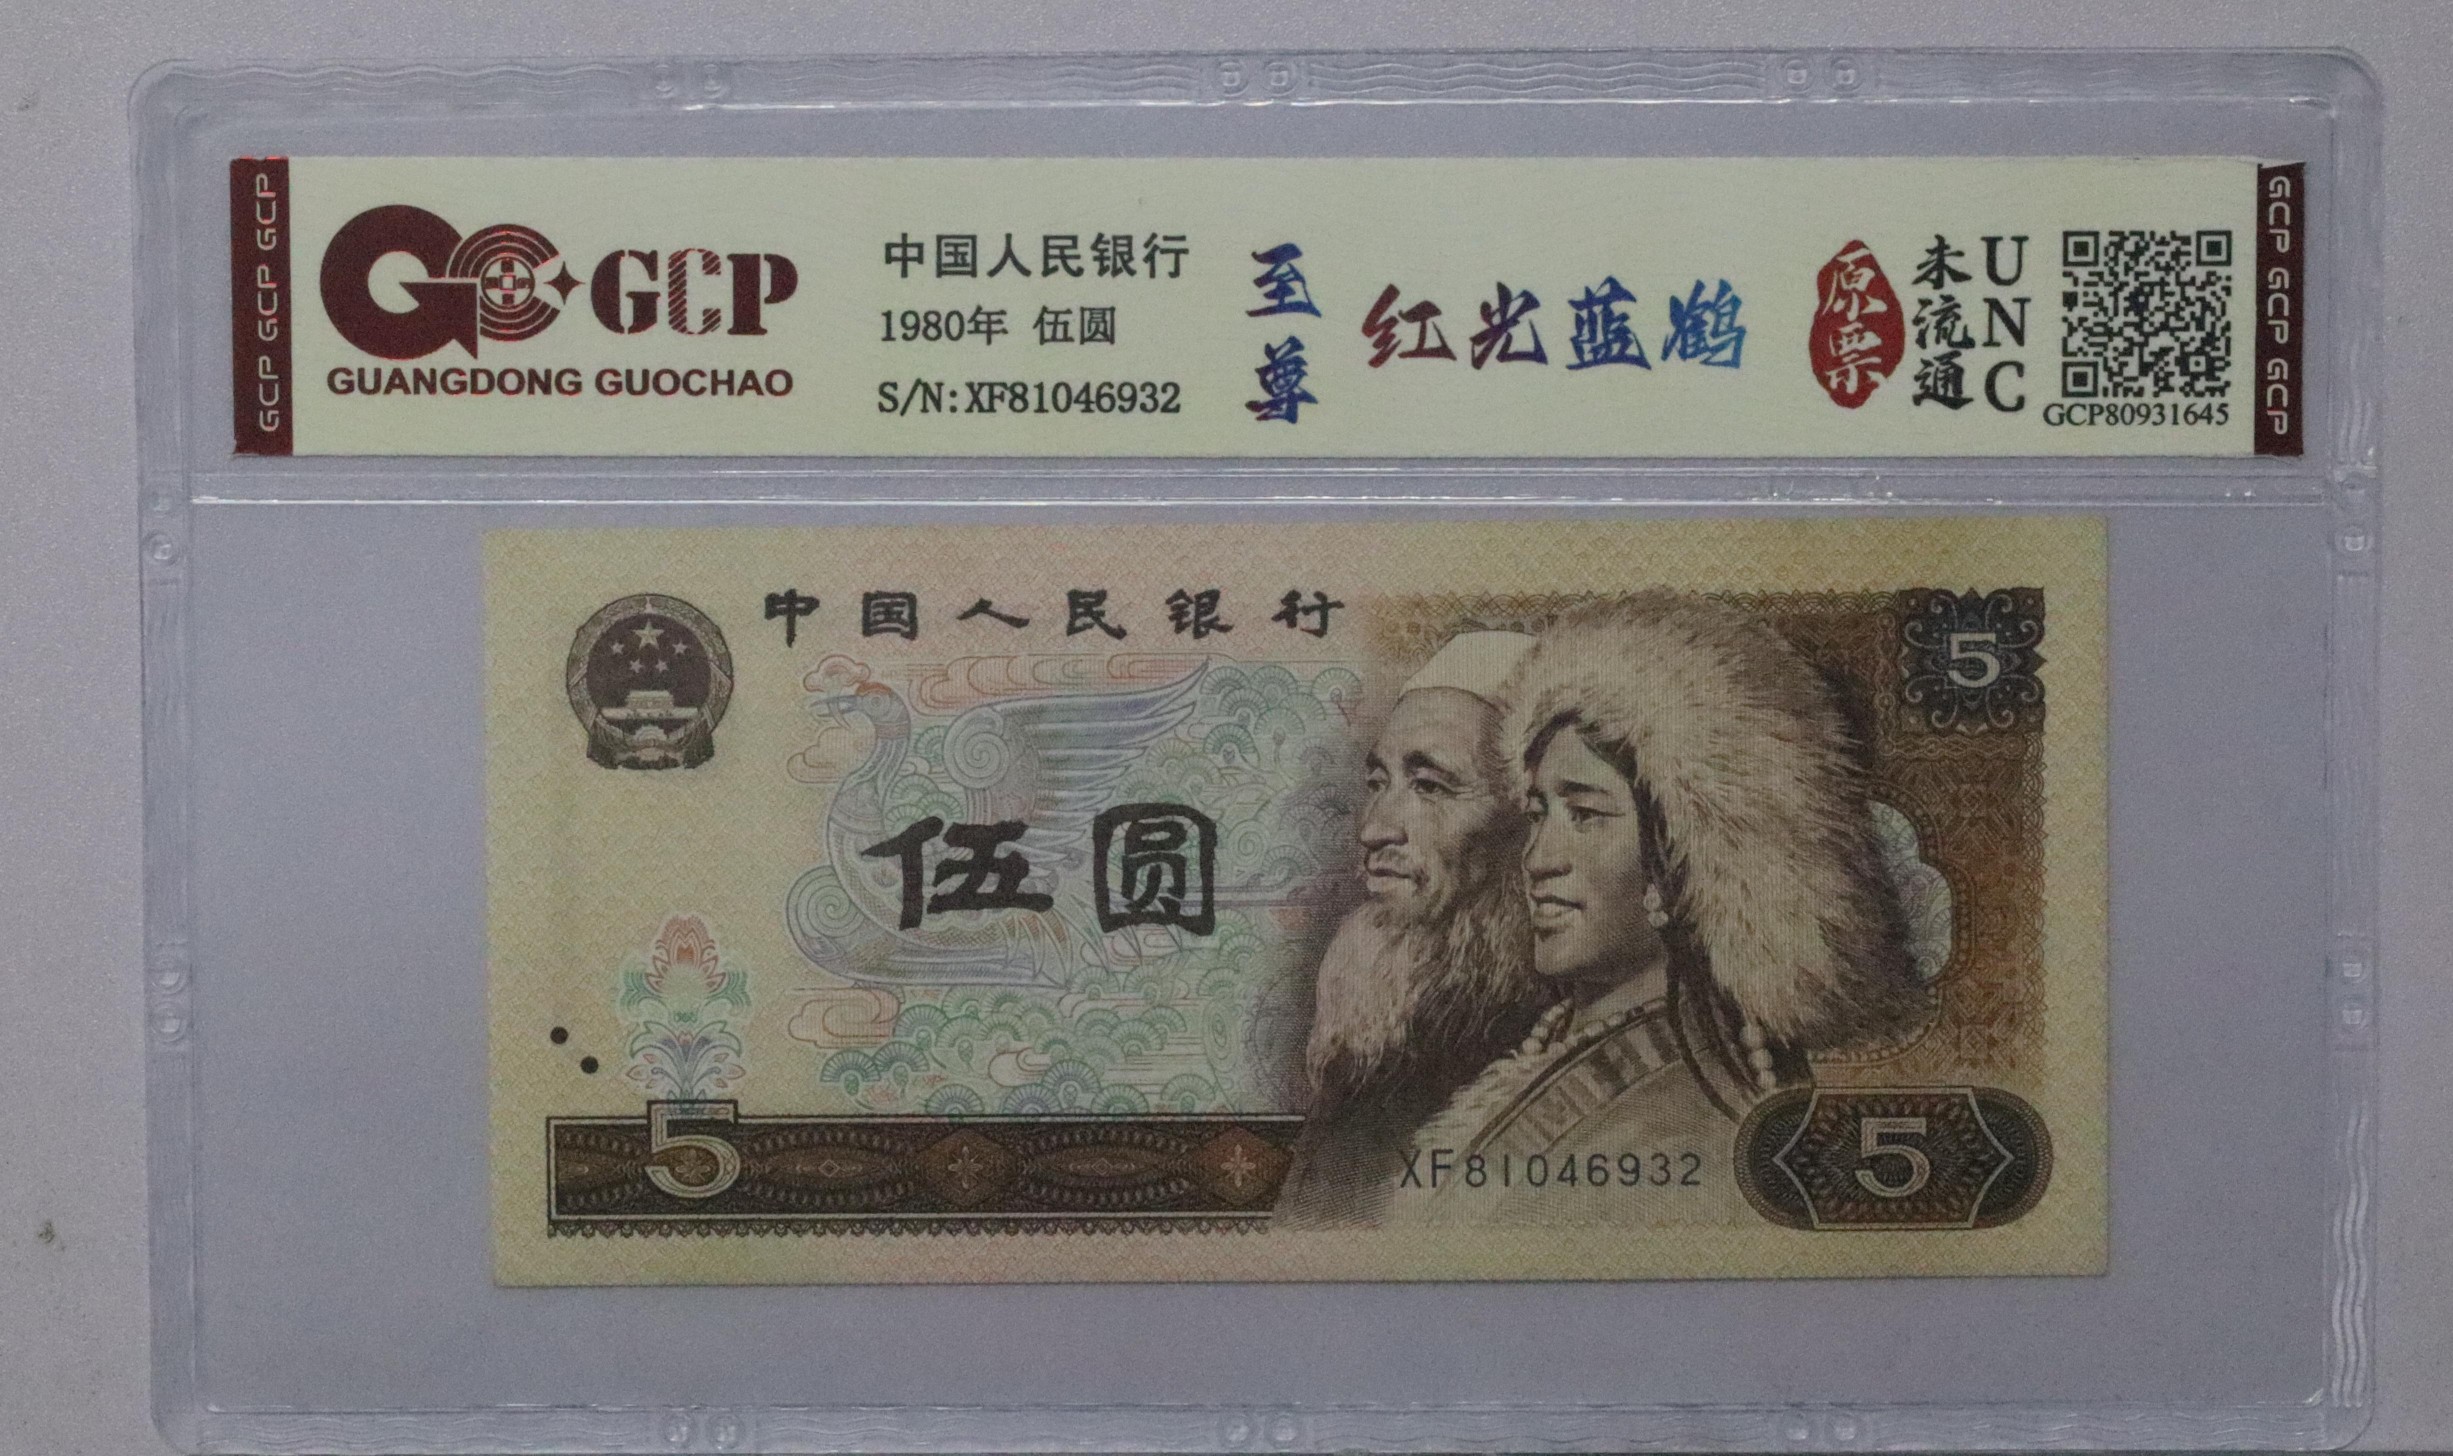 GCP GCP GCP
GCP
GUANGDONG GUOCHAO
中国人民银行
1980年 伍圆
S/N:XF81046932
至尊
红光蓝鹤
原票
未流通
UNC
GCP80931645
GCP GCP GCP
中国人民银行
5
伍圆
5
XF81046932
5